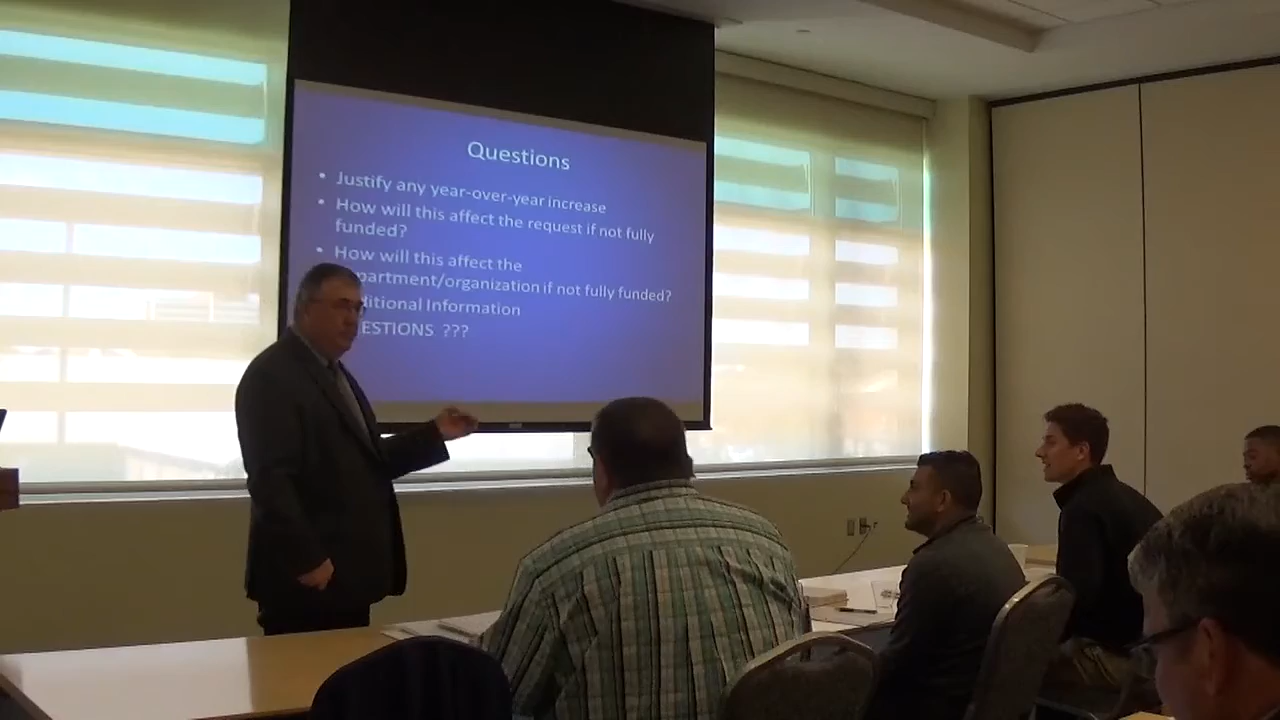 Questions
• Justify any year-over-year increase
• How will this affect the request if not fully
funded?
• How will this affect the
partment/organization if not fully funded?
ditional Information
ESTIONS ???